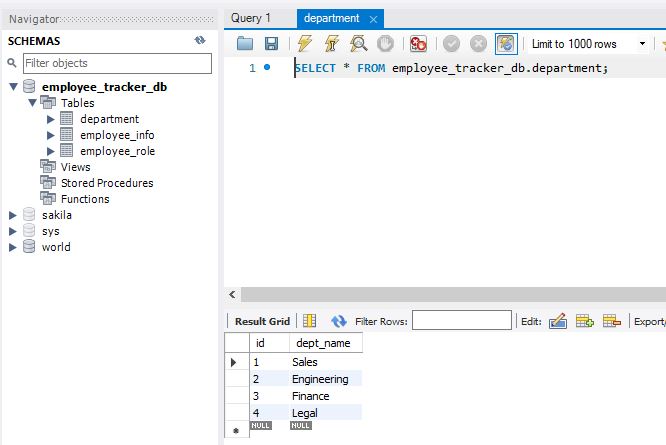 Navigator
SCHEMAS
Filter objects
employee_tracker_db
Tables
department
employee_info
employee_role
Views
Stored Procedures
Functions
sakila
sys
world
Query 1
department
Limit to 1000 rows
1
SELECT * FROM employee_tracker_db.department;
Result Grid
Filter Rows:
Edit:
Export/
id dept_name
1 Sales
2 Engineering
3 Finance
4 Legal
NULL NULL